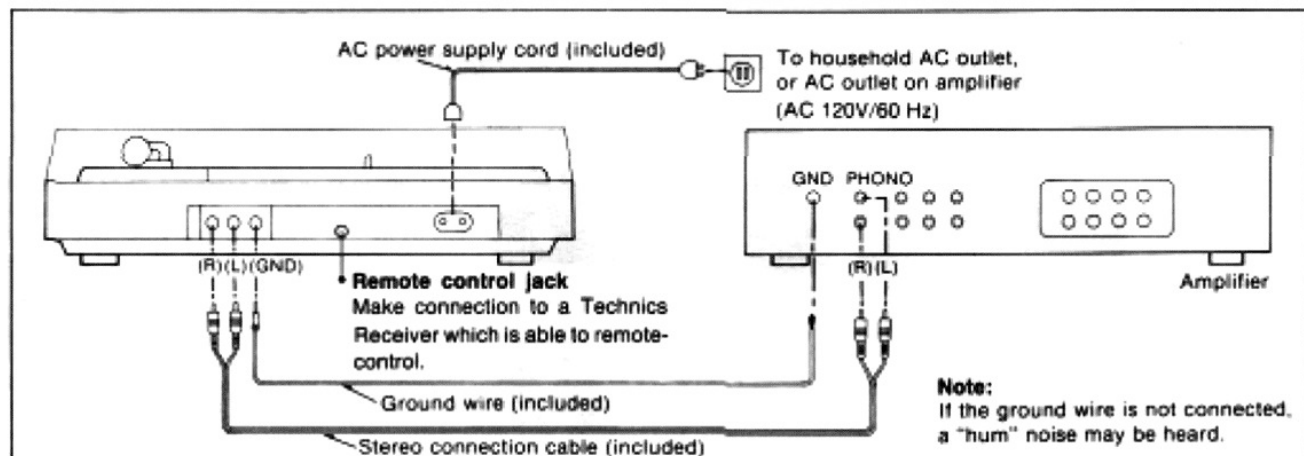 AC power supply cord (included)
To household AC outlet,
or AC outlet on amplifier
(AC 120V/60 Hz)
GND PHONO
(R) (L) (GND)
(R) (L)
Amplifier
Remote control jack
Make connection to a Technics
Receiver which is able to remote-
control.
Ground wire (included)
Stereo connection cable (included)
Note:
If the ground wire is not connected,
a "hum" noise may be heard.